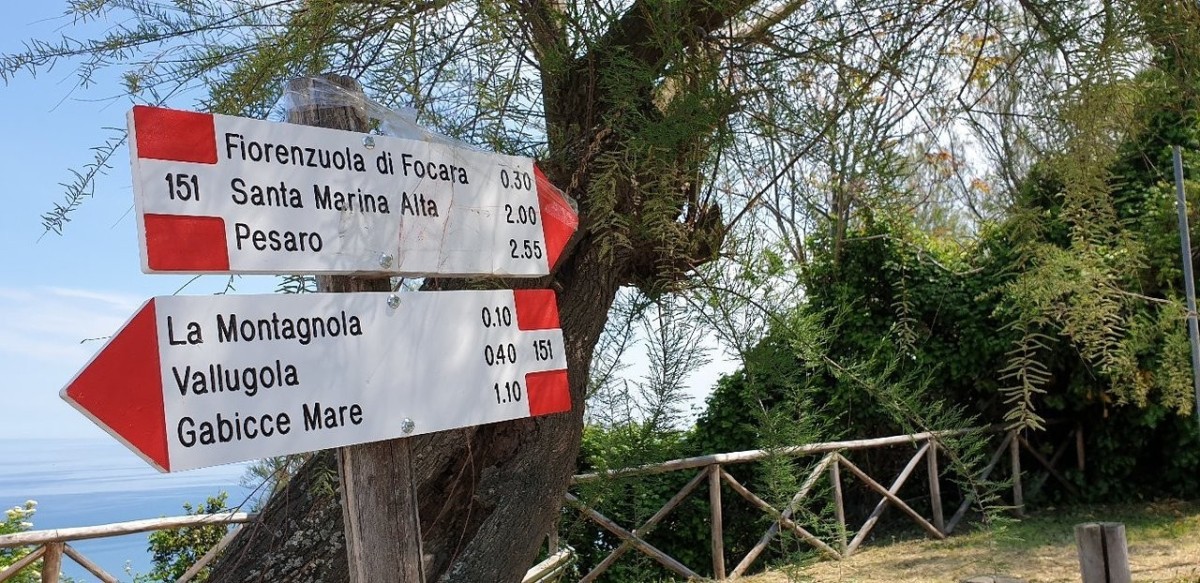 Fiorenzuola di Focara 0.30
151 Santa Marina Alta 2.00
Pesaro 2.55
La Montagnola 0.10
Vallugola 0.40 151
Gabicce Mare 1.10